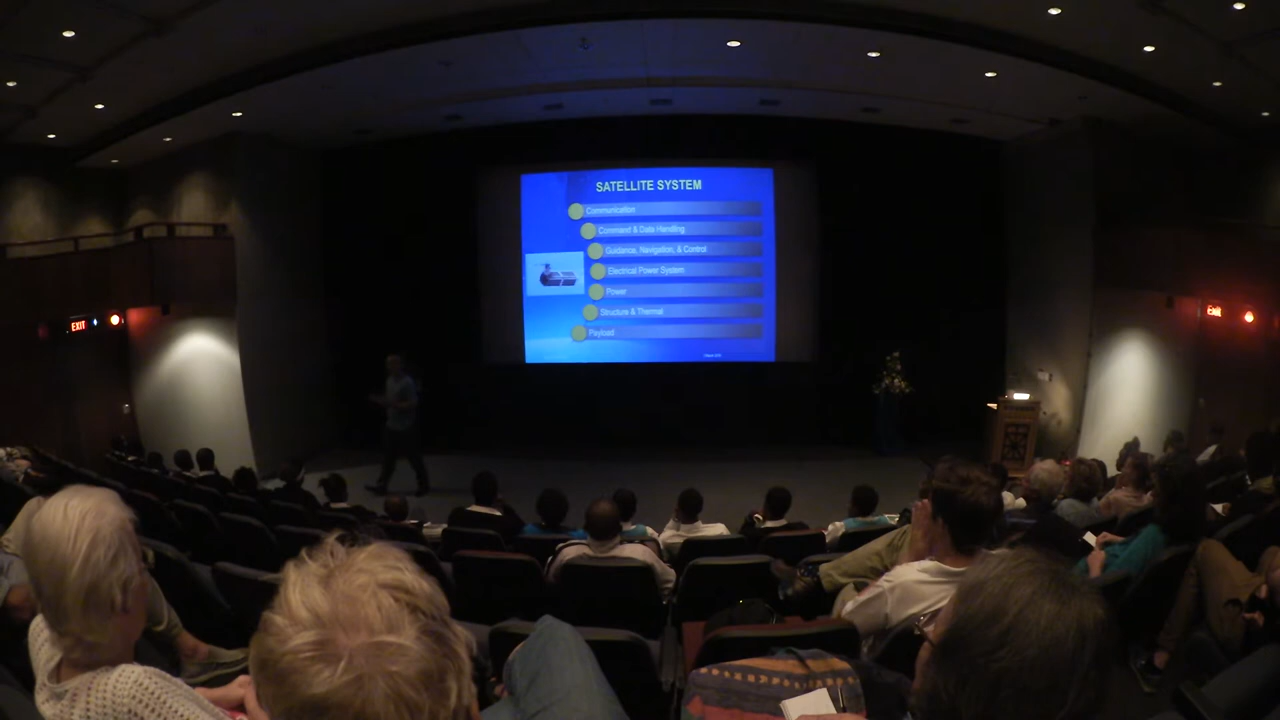 SATELLITE SYSTEM
Communication
Command & Data Handling
Guidance, Navigation, & Control
Electrical Power System
Power
Structure & Thermal
Payload
EXIT
Exit